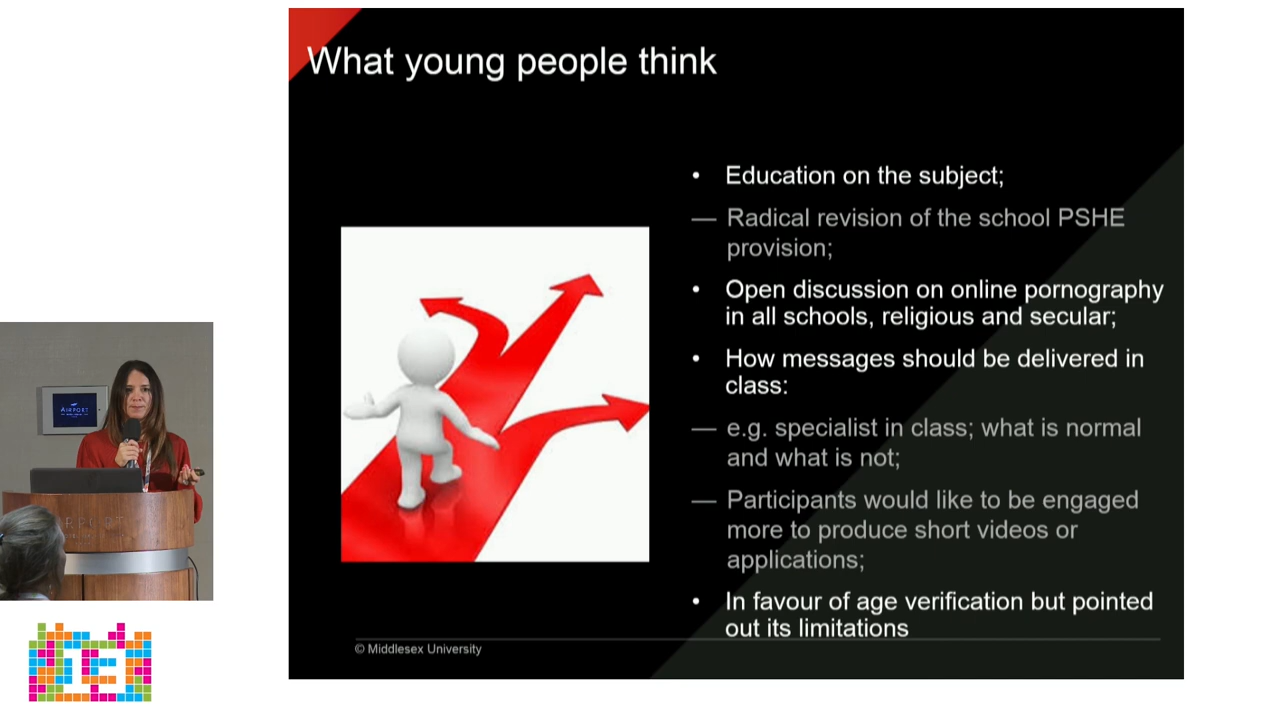 What young people think
• Education on the subject;
— Radical revision of the school PSHE
provision;
• Open discussion on online pornography
in all schools, religious and secular;
• How messages should be delivered in
class:
— e.g. specialist in class; what is normal
and what is not;
— Participants would like to be engaged
more to produce short videos or
applications;
• In favour of age verification but pointed
out its limitations
© Middlesex University
AIRPORT
AIRPORT